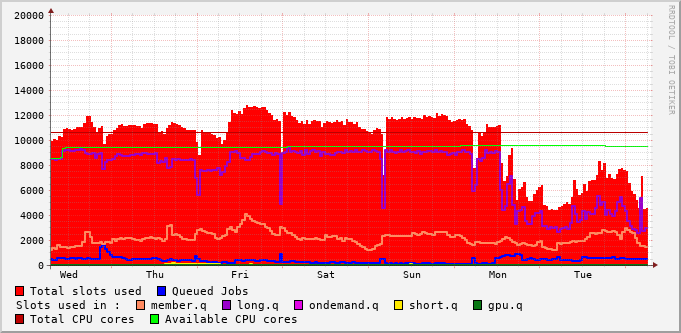 RRDTOOL / TOBI OETIKER
20000
18000
16000
14000
12000
10000
8000
6000
4000
2000
0
Wed Thu Fri Sat Sun Mon Tue
Total slots used Queued Jobs
Slots used in : member.q long.q ondemand.q short.q gpu.q
Total CPU cores Available CPU cores